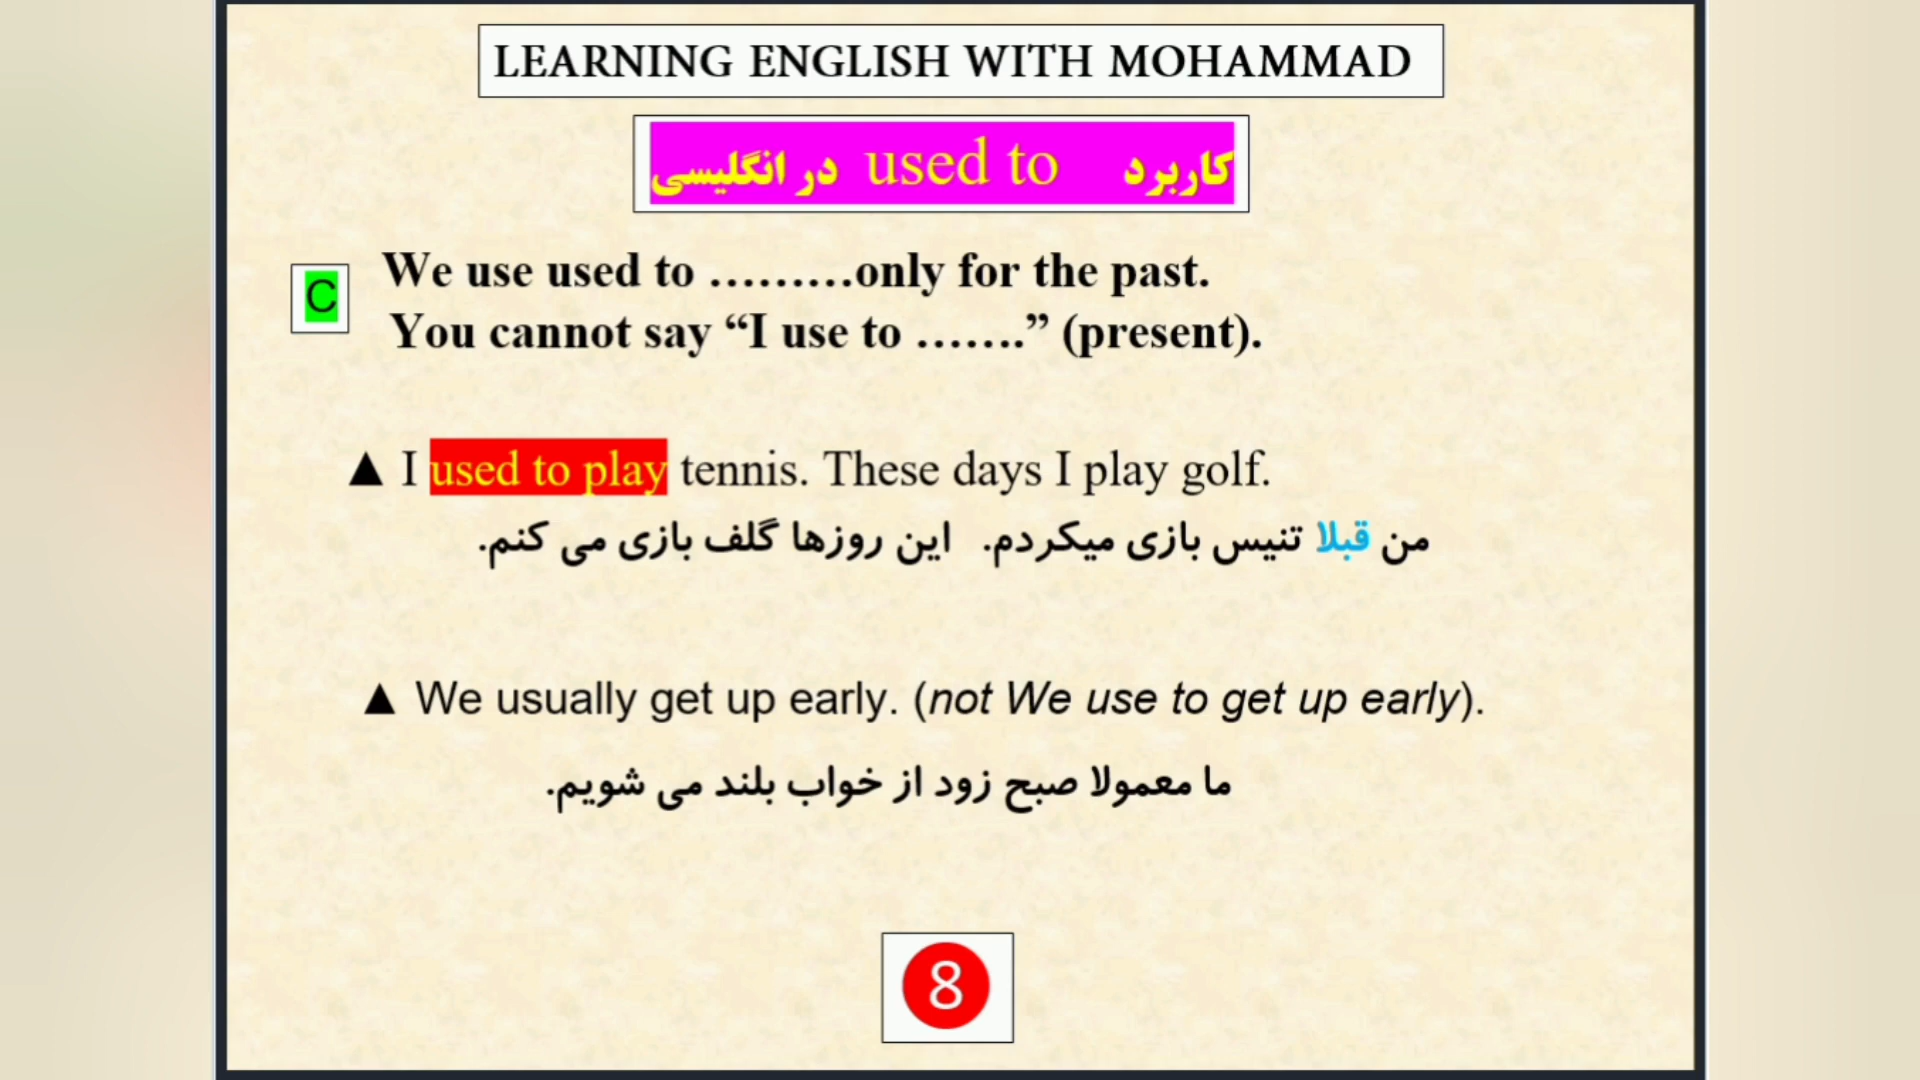 LEARNING ENGLISH WITH MOHAMMAD
کاربرد used to در انگلیسی
C
We use used to ………only for the past.
You cannot say “I use to …….” (present).
▲ I used to play tennis. These days I play golf.
من قبلا تنیس بازی میکردم. این روزها گلف بازی می کنم.
▲ We usually get up early. (not We use to get up early).
ما معمولا صبح زود از خواب بلند می شویم.
8